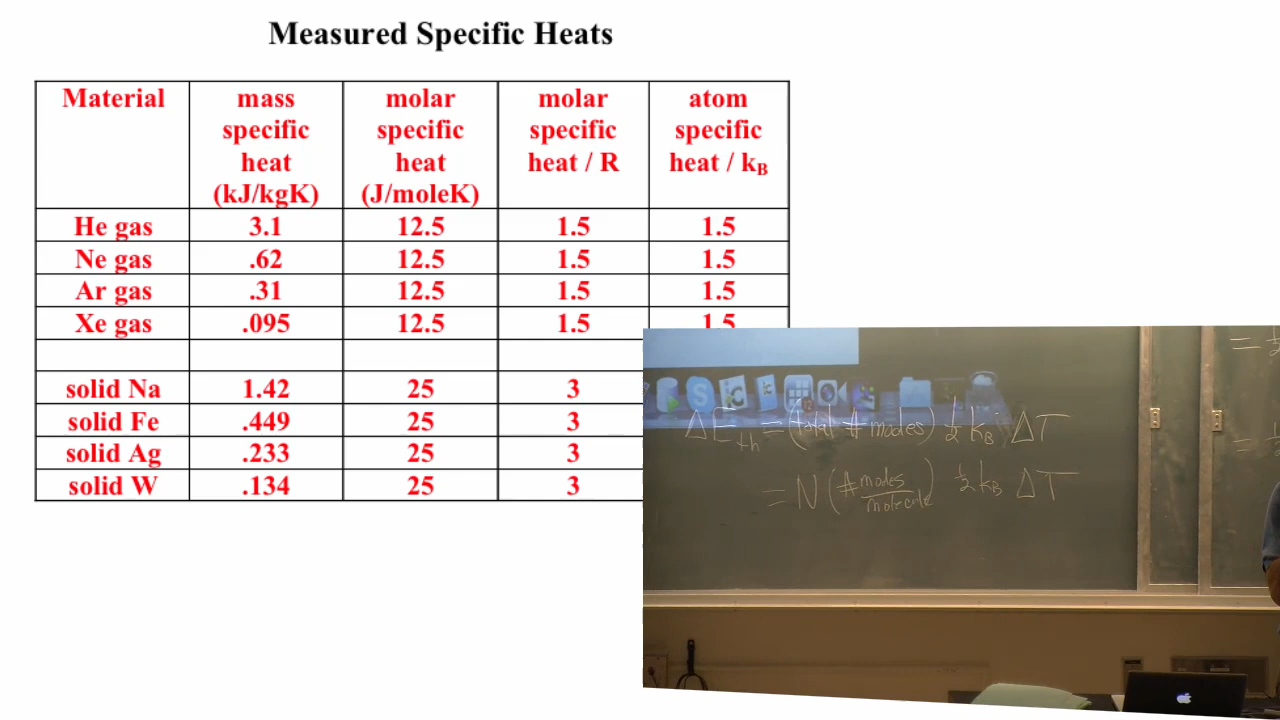 Measured Specific Heats
Material mass specific heat (kJ/kgK) molar specific heat (J/moleK) molar specific heat / R atom specific heat / kB
He gas 3.1 12.5 1.5 1.5
Ne gas .62 12.5 1.5 1.5
Ar gas .31 12.5 1.5 1.5
Xe gas .095 12.5 1.5 1.5
solid Na 1.42 25 3
solid Fe .449 25 3
solid Ag .233 25 3
solid W .134 25 3
ΔE_th = (total # modes) ½ kB ΔT
= N (# modes/molecule) ½ kB ΔT